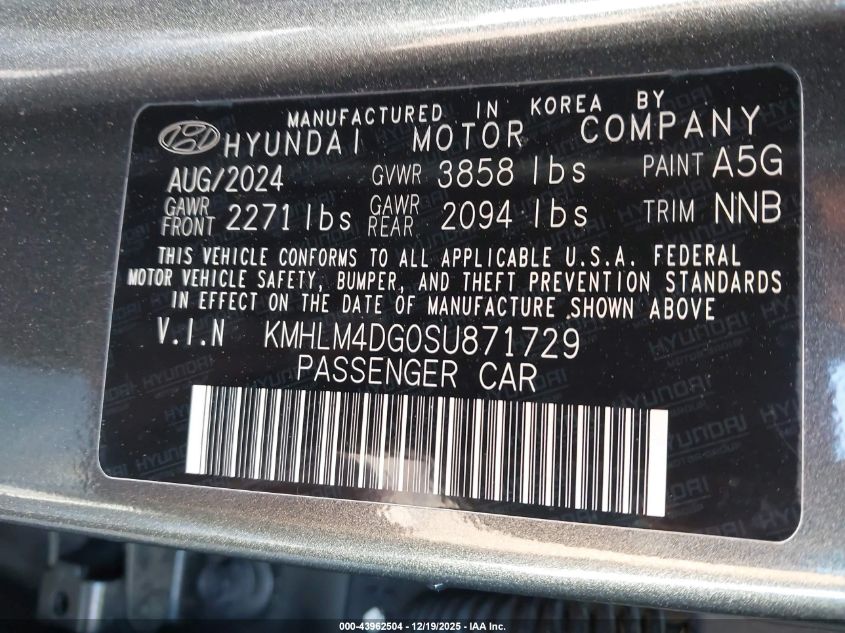 MANUFACTURED IN KOREA BY
HYUNDAI MOTOR COMPANY
AUG/2024 GVWR 3858 lbs PAINT A5G
GAWR FRONT 2271 lbs GAWR REAR 2094 lbs TRIM NNB
THIS VEHICLE CONFORMS TO ALL APPLICABLE U.S.A. FEDERAL
MOTOR VEHICLE SAFETY, BUMPER, AND THEFT PREVENTION STANDARDS
IN EFFECT ON THE DATE OF MANUFACTURE SHOWN ABOVE
V.I.N KMHLM4DG0SU871729
PASSENGER CAR
000-43962504 - 12/19/2025 - IAA Inc.